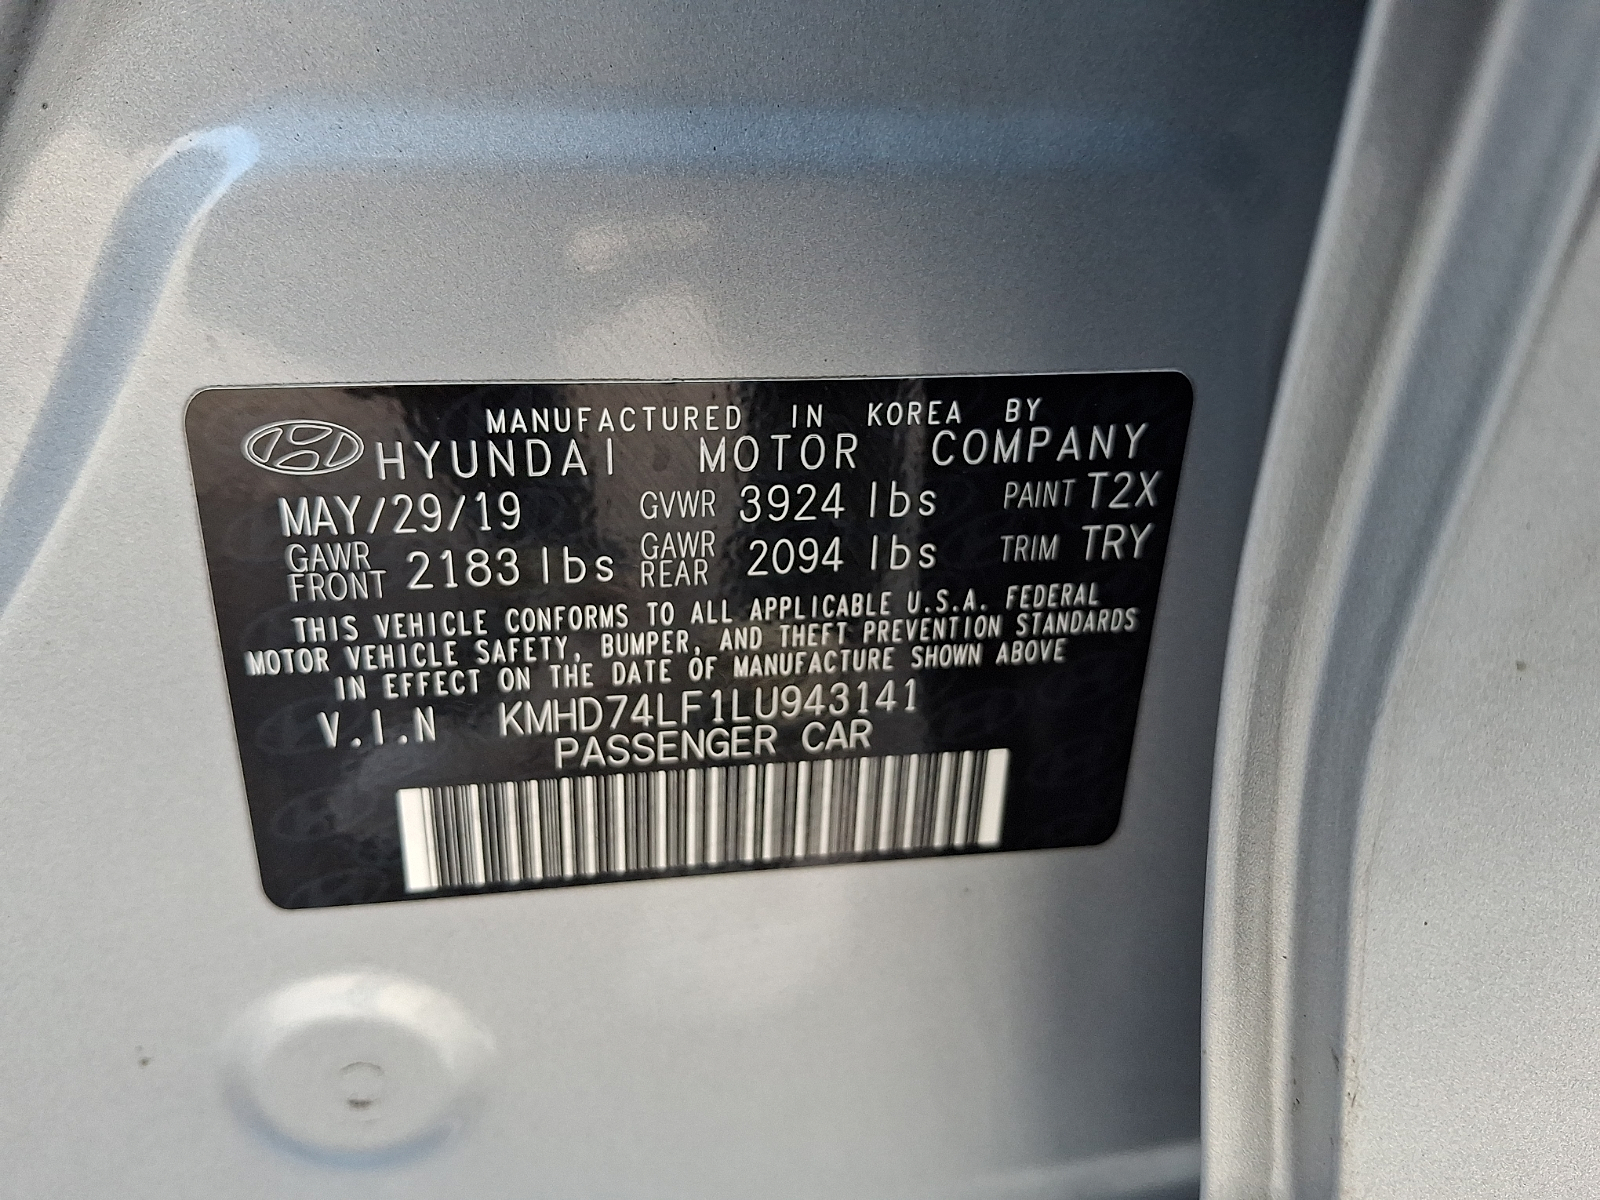 MANUFACTURED IN KOREA BY
HYUNDAI MOTOR COMPANY
MAY/29/19 GVWR 3924 lbs PAINT T2X
GAWR FRONT 2183 lbs GAWR REAR 2094 lbs TRIM TRY
THIS VEHICLE CONFORMS TO ALL APPLICABLE U.S.A. FEDERAL
MOTOR VEHICLE SAFETY, BUMPER, AND THEFT PREVENTION STANDARDS
IN EFFECT ON THE DATE OF MANUFACTURE SHOWN ABOVE
V.I.N KMHD74LF1LU943141
PASSENGER CAR